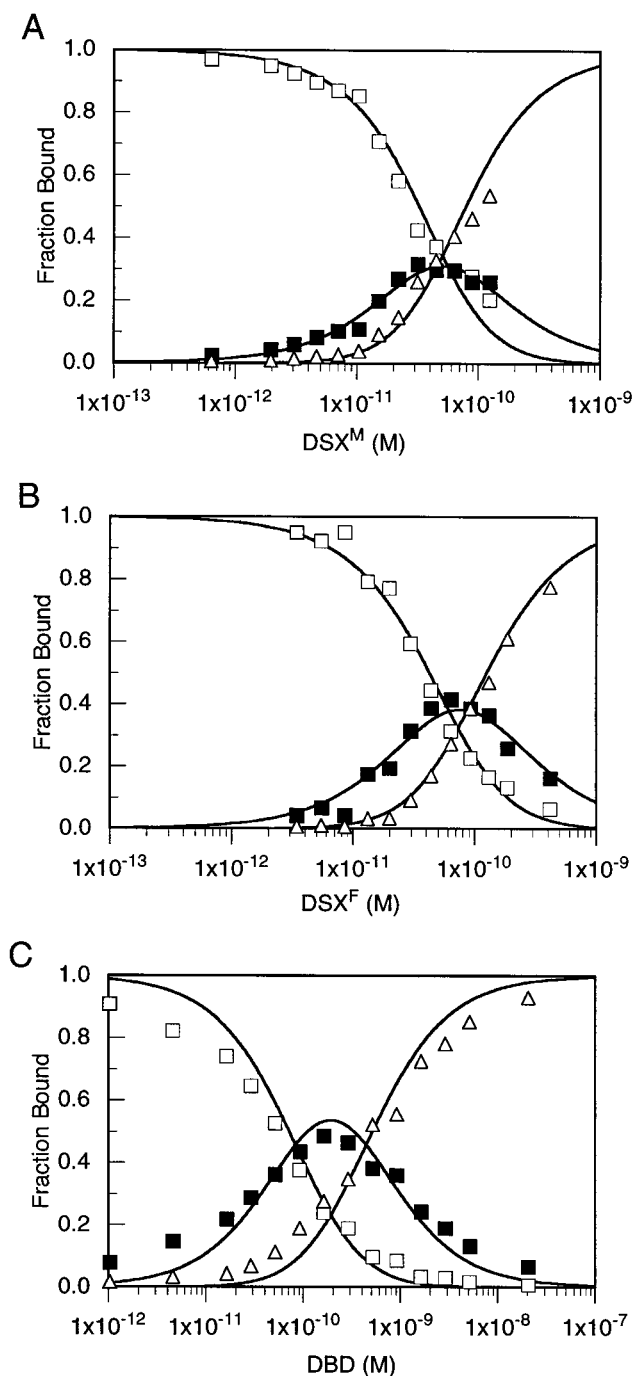 A
1.0
0.8
0.6
0.4
0.2
0.0
Fraction Bound
1x10⁻¹³ 1x10⁻¹² 1x10⁻¹¹ 1x10⁻¹⁰ 1x10⁻⁹
DSXᴹ (M)
B
1.0
0.8
0.6
0.4
0.2
0.0
Fraction Bound
1x10⁻¹³ 1x10⁻¹² 1x10⁻¹¹ 1x10⁻¹⁰ 1x10⁻⁹
DSXᶠ (M)
C
1.0
0.8
0.6
0.4
0.2
0.0
Fraction Bound
1x10⁻¹² 1x10⁻¹¹ 1x10⁻¹⁰ 1x10⁻⁹ 1x10⁻⁸ 1x10⁻⁷
DBD (M)